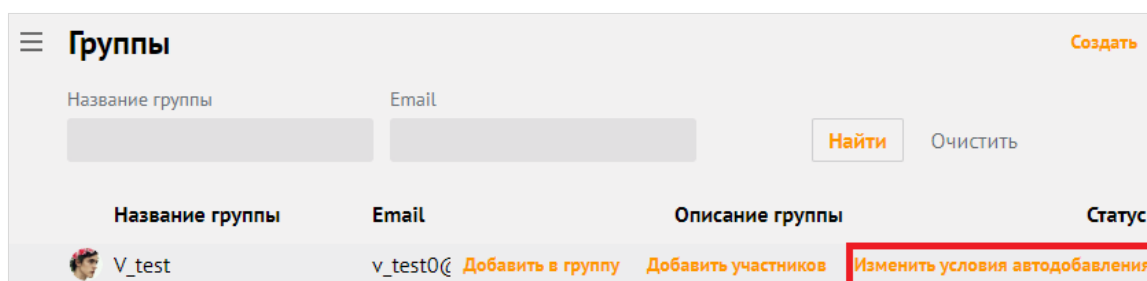 Группы
Создать
Название группы Email
Найти Очистить
Название группы Email Описание группы Статус
V_test v_test0@ Добавить в группу Добавить участников Изменить условия автодобавления